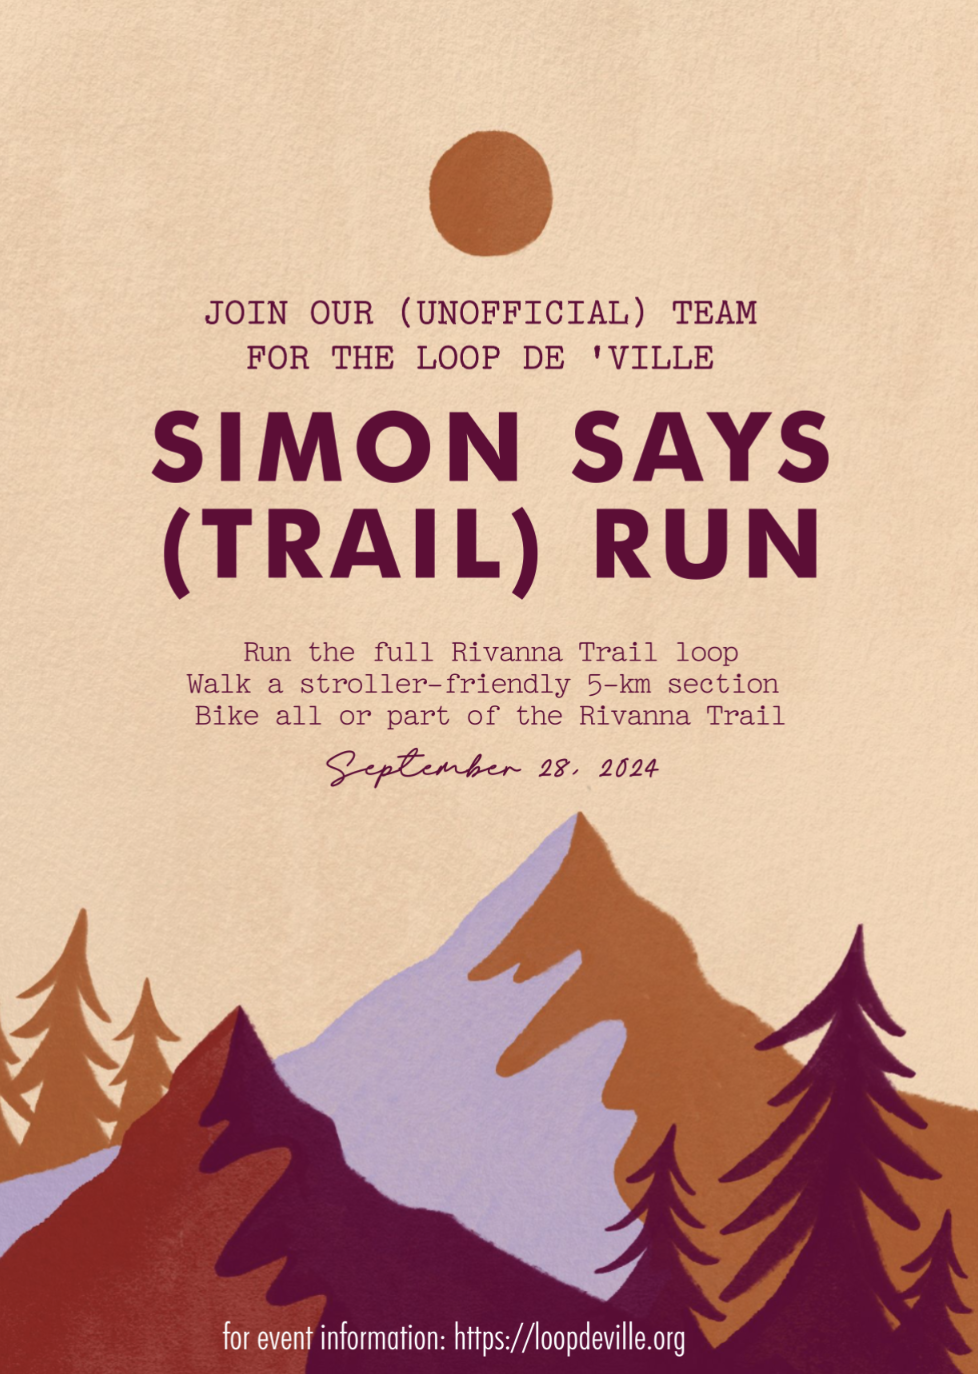 JOIN OUR (UNOFFICIAL) TEAM
FOR THE LOOP DE 'VILLE
SIMON SAYS
(TRAIL) RUN
Run the full Rivanna Trail loop
Walk a stroller-friendly 5-km section
Bike all or part of the Rivanna Trail
September 28, 2024
for event information: https://loopdeville.org